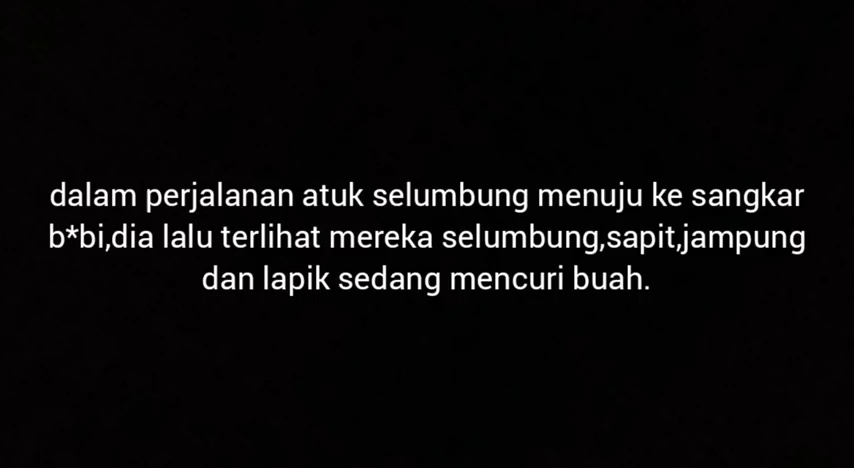 dalam perjalanan atuk selumbung menuju ke sangkar
b*bi,dia lalu terlihat mereka selumbung,sapit,jampung
dan lapik sedang mencuri buah.